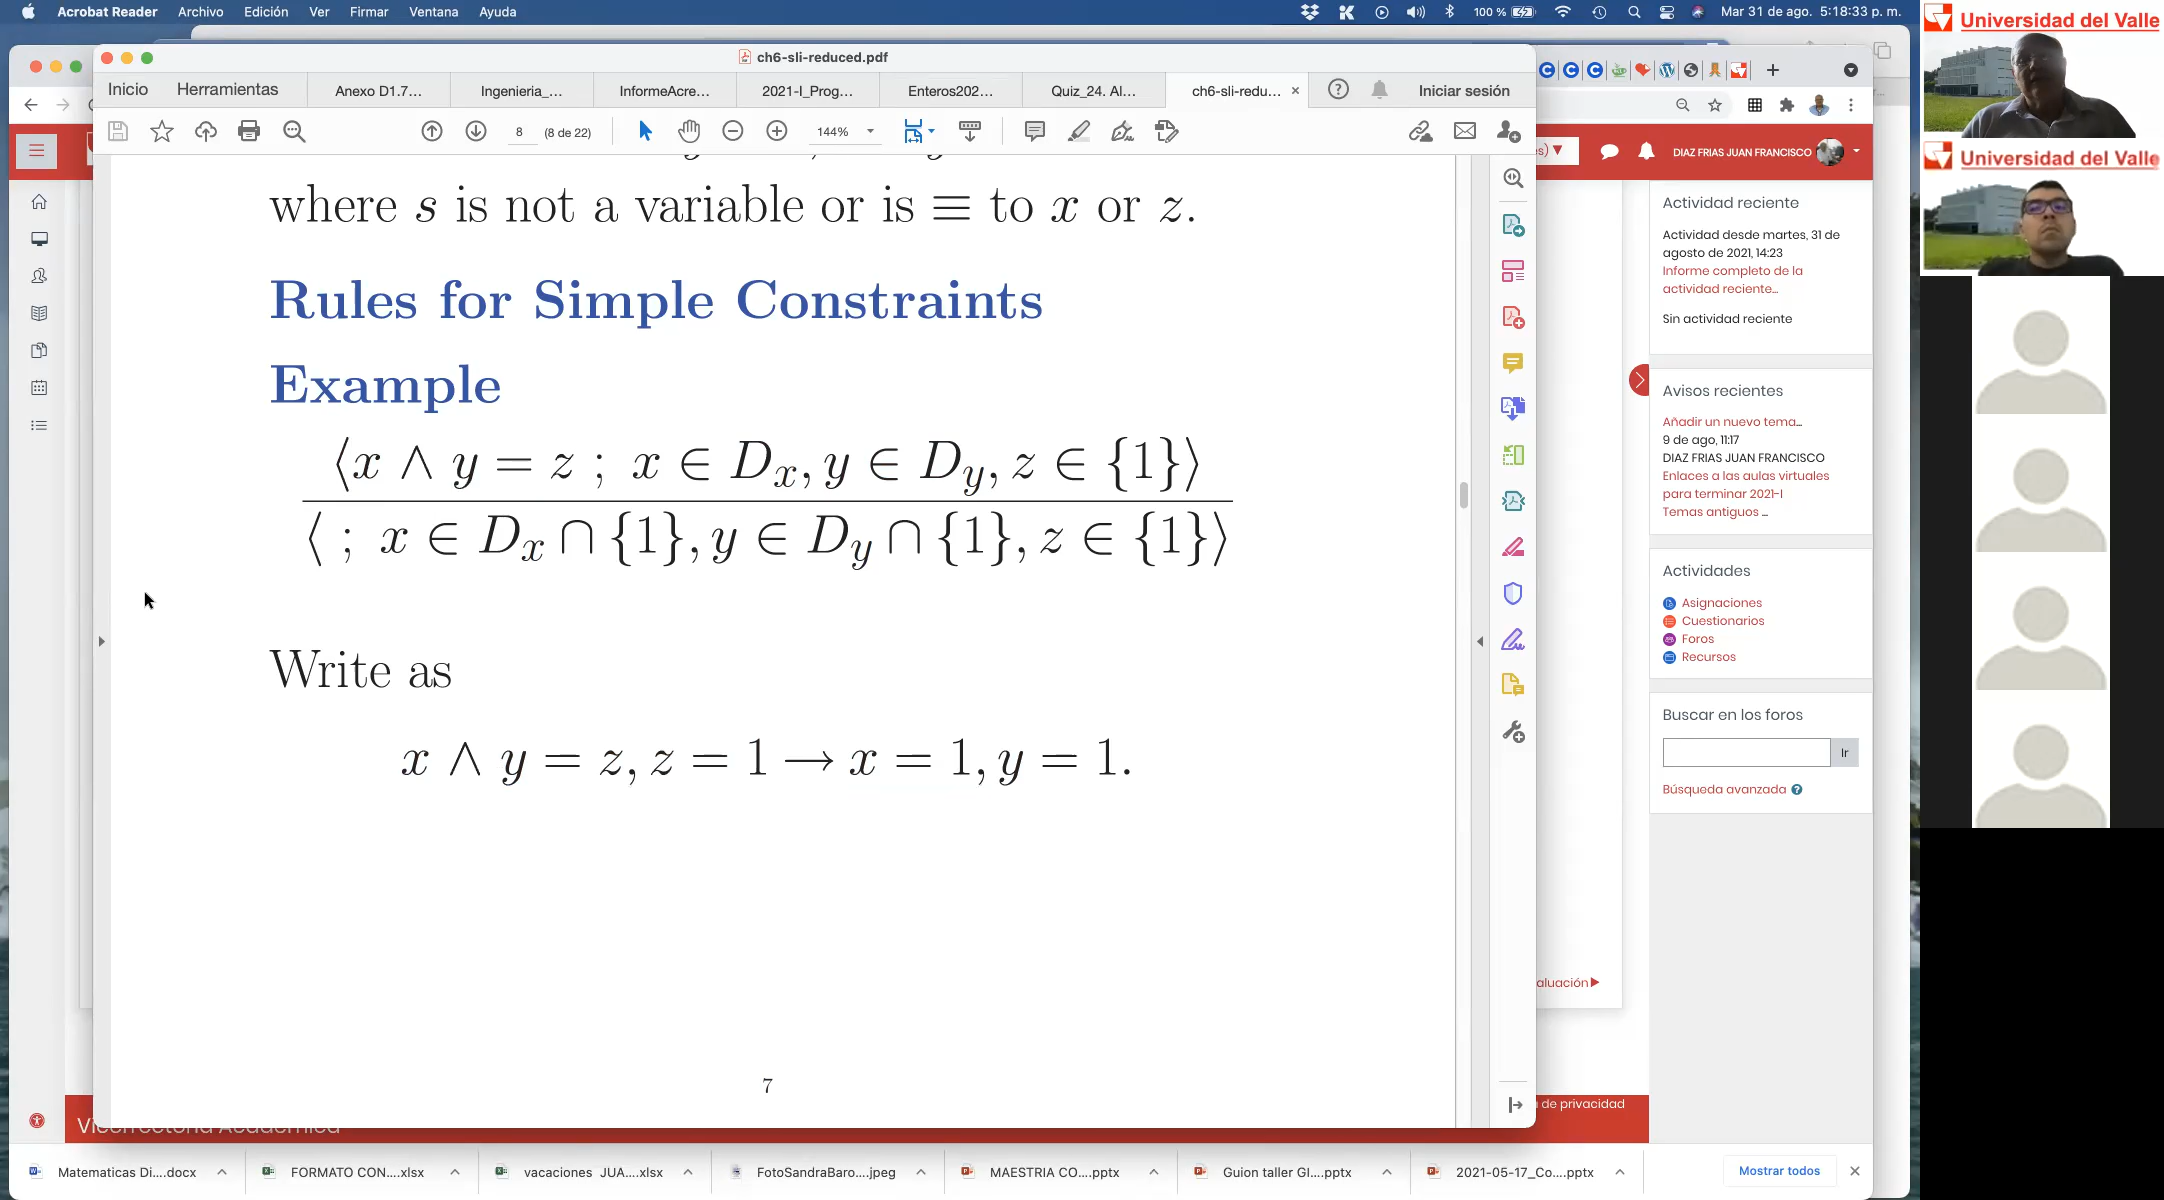 Acrobat Reader Archivo Edición Ver Firmar Ventana Ayuda 100 % Mar 31 de ago. 5:18:33 p. m.
ch6-sli-reduced.pdf
Inicio Herramientas Anexo D1.7... Ingenieria_... InformeAcre... 2021-I_Prog... Enteros202... Quiz_24. Al... ch6-sli-redu... × Iniciar sesión
8 (8 de 22) 144%
where s is not a variable or is ≡ to x or z.
Rules for Simple Constraints
Example
⟨x ∧ y = z ; x ∈ D_x, y ∈ D_y, z ∈ {1}⟩
⟨ ; x ∈ D_x ∩ {1}, y ∈ D_y ∩ {1}, z ∈ {1}⟩
Write as
x ∧ y = z, z = 1 → x = 1, y = 1.
7
DIAZ FRIAS JUAN FRANCISCO
Actividad reciente
Actividad desde martes, 31 de
agosto de 2021, 14:23
Informe completo de la
actividad reciente...
Sin actividad reciente
Avisos recientes
Añadir un nuevo tema...
9 de ago, 11:17
DIAZ FRIAS JUAN FRANCISCO
Enlaces a las aulas virtuales
para terminar 2021-I
Temas antiguos ...
Actividades
Asignaciones
Cuestionarios
Foros
Recursos
Buscar en los foros
Ir
Búsqueda avanzada
aluación
de privacidad
Vicerrectoría Académica
Matematicas Di....docx FORMATO CON....xlsx vacaciones JUA....xlsx FotoSandraBaro....jpeg MAESTRIA CO....pptx Guion taller GI....pptx 2021-05-17_Co....pptx Mostrar todos
Universidad del Valle
Universidad del Valle